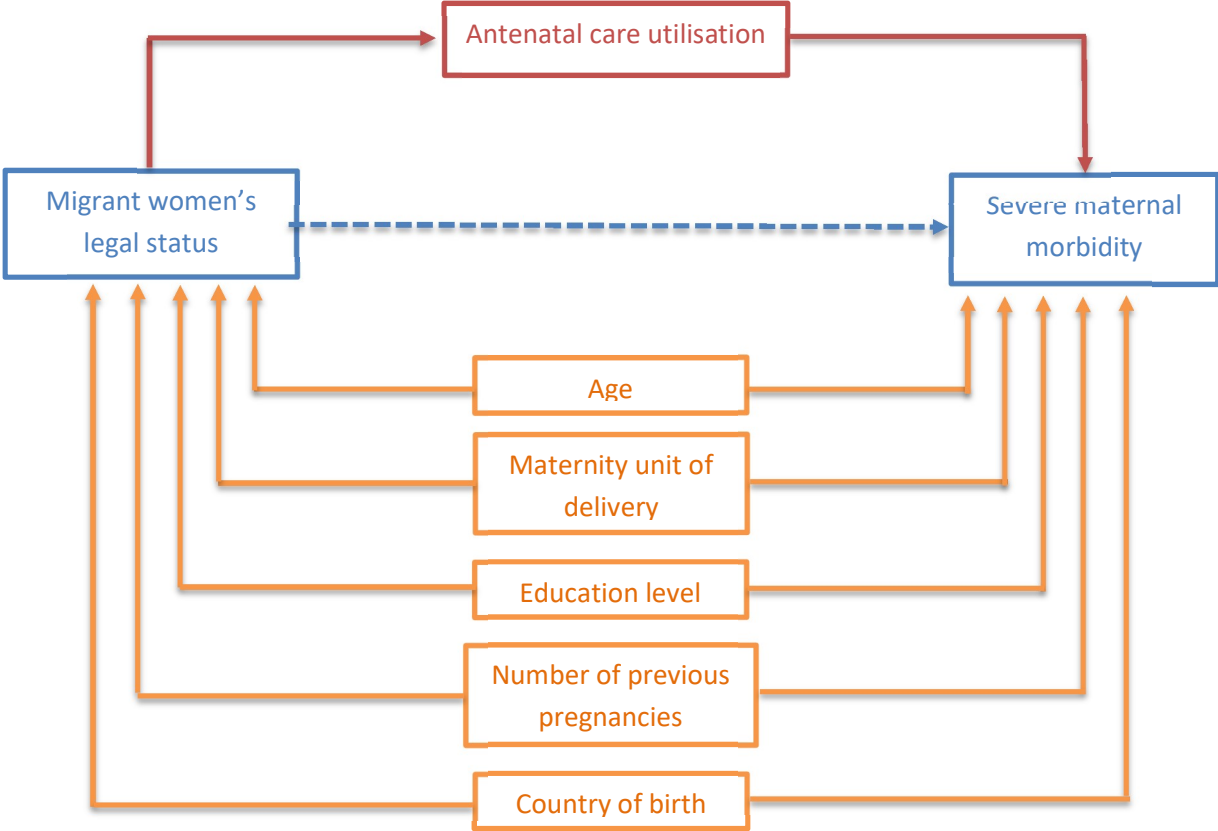 Antenatal care utilisation
Migrant women’s
legal status
Severe maternal
morbidity
Age
Maternity unit of
delivery
Education level
Number of previous
pregnancies
Country of birth